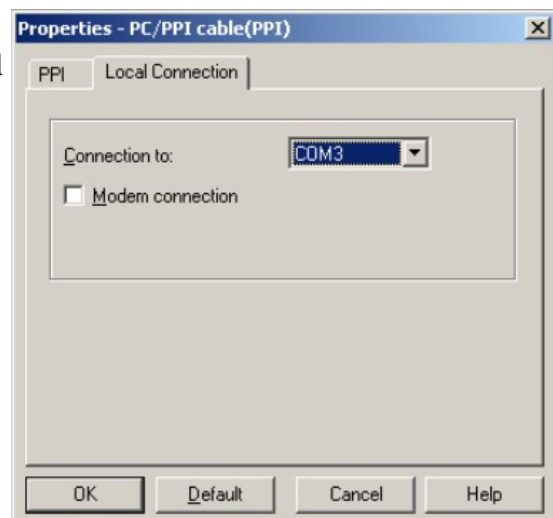 Properties - PC/PPI cable(PPI)
PPI Local Connection
Connection to: COM3
Modem connection
OK Default Cancel Help